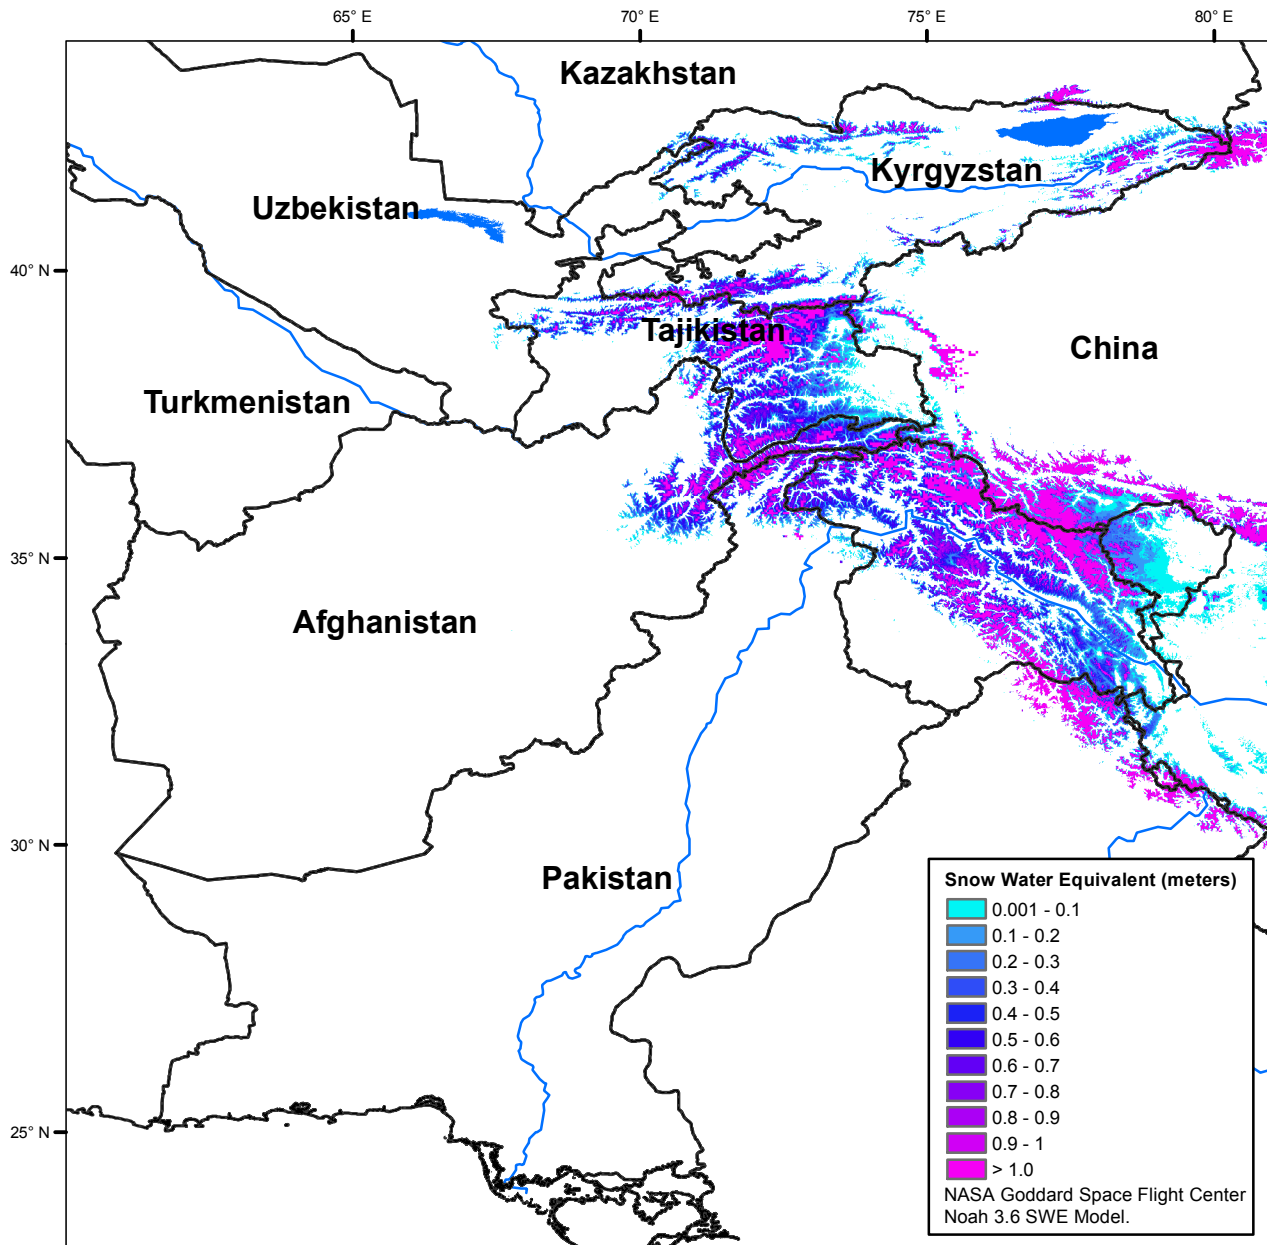 65° E
70° E
75° E
80° E
Kazakhstan
Kyrgyzstan
Uzbekistan
40° N
Tajikistan
China
Turkmenistan
35° N
Afghanistan
30° N
Pakistan
25° N
Snow Water Equivalent (meters)
0.001 - 0.1
0.1 - 0.2
0.2 - 0.3
0.3 - 0.4
0.4 - 0.5
0.5 - 0.6
0.6 - 0.7
0.7 - 0.8
0.8 - 0.9
0.9 - 1
> 1.0
NASA Goddard Space Flight Center
Noah 3.6 SWE Model.